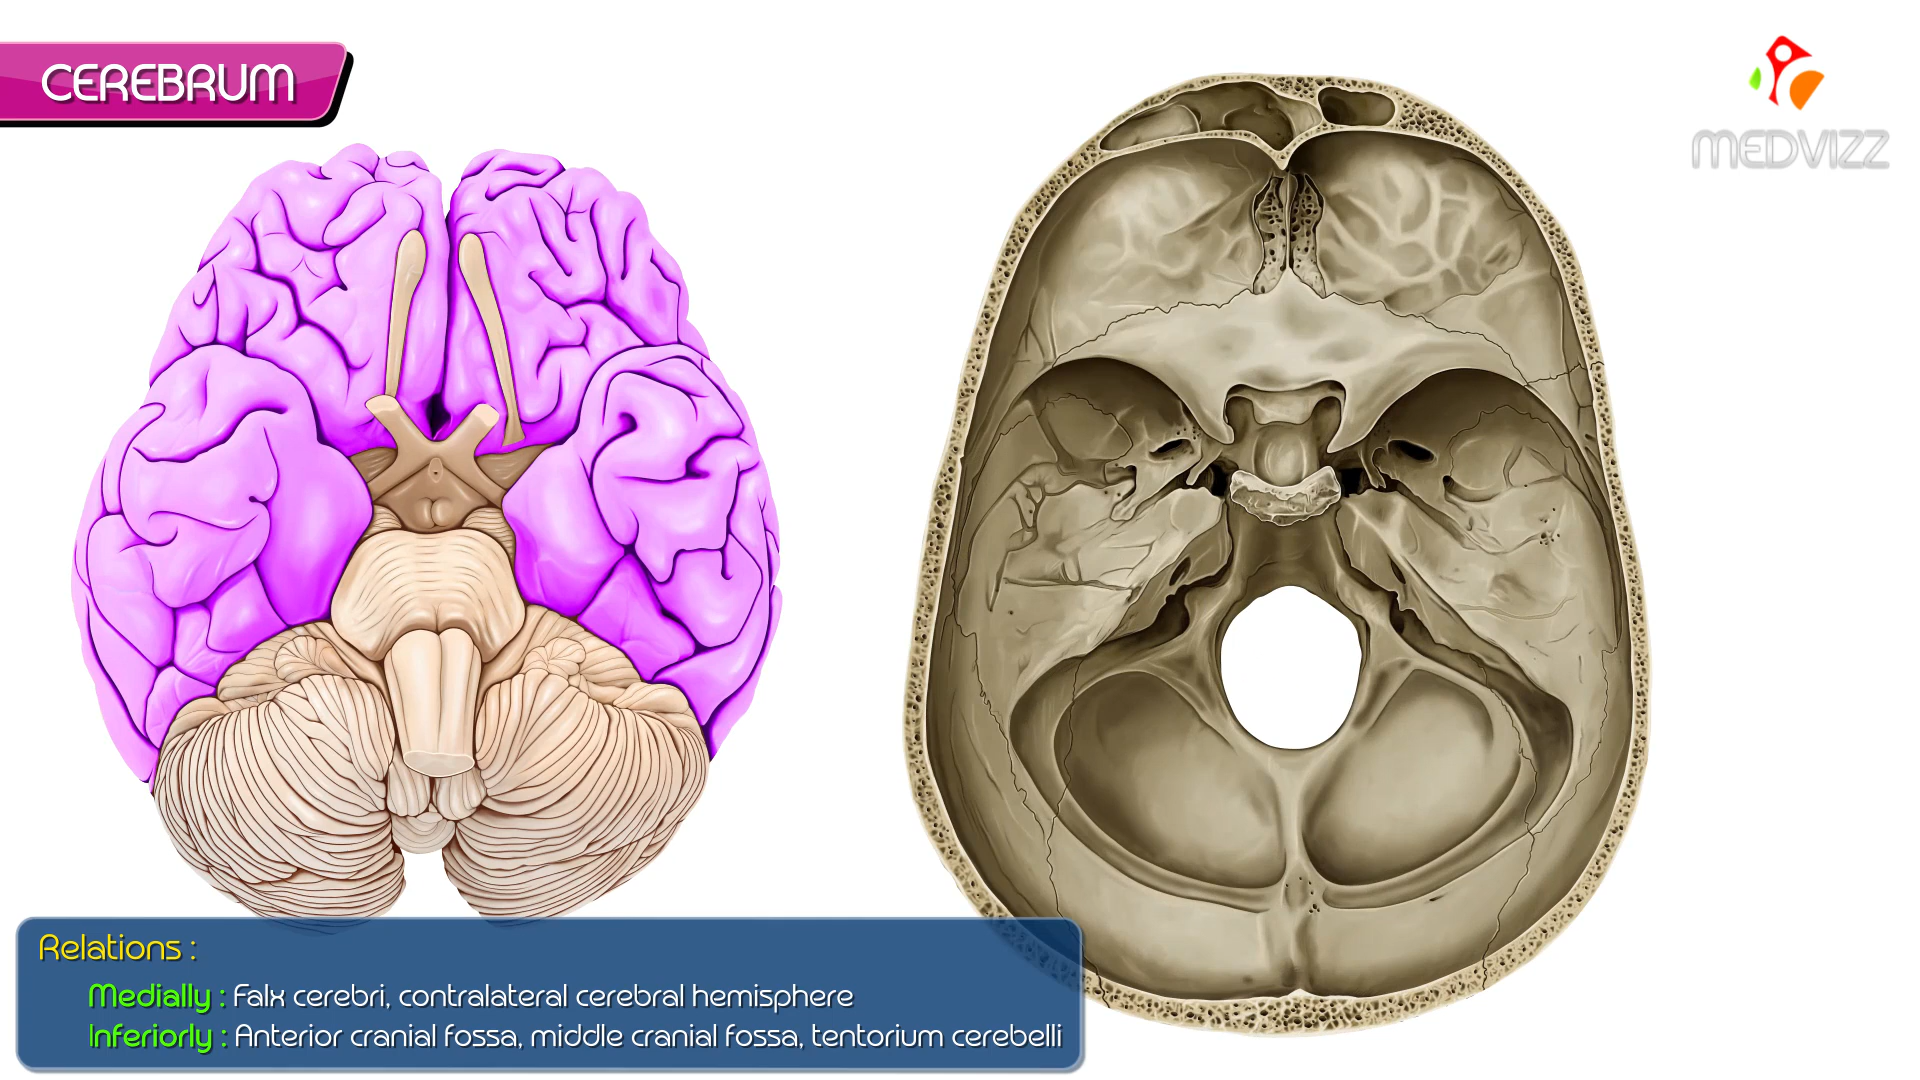 CEREBRUM
MEDVIZZ
Relations :
Medially : Falx cerebri, contralateral cerebral hemisphere
Inferiorly : Anterior cranial fossa, middle cranial fossa, tentorium cerebelli